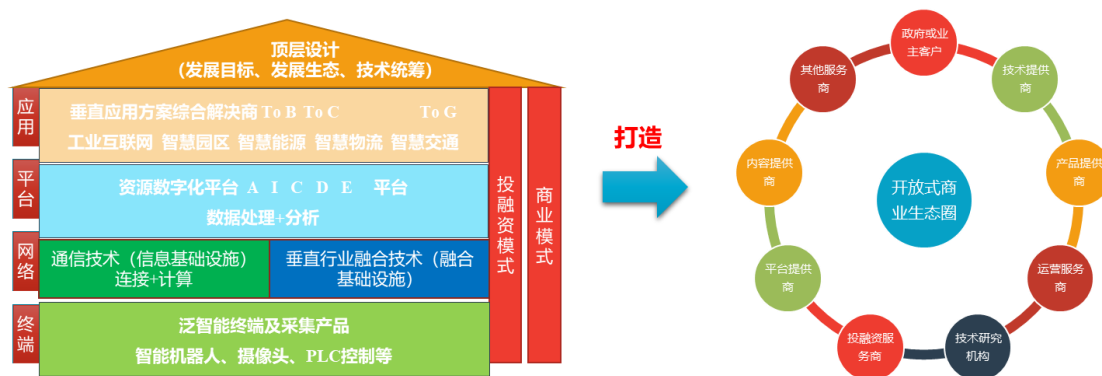 顶层设计
(发展目标、发展生态、技术统筹)
应用
垂直应用方案综合解决商 To B To C To G
工业互联网 智慧园区 智慧能源 智慧物流 智慧交通
平台
资源数字化平台 A I C D E 平台
数据处理+分析
网络
通信技术（信息基础设施）
连接+计算
垂直行业融合技术（融合
基础设施）
终端
泛智能终端及采集产品
智能机器人、摄像头、PLC控制等
投融资模式
商业模式
打造
政府或业
主客户
技术提供
商
产品提供
商
运营服务
商
技术研究
机构
投融资服
务商
平台提供
商
内容提供
商
其他服务
商
开放式商
业生态圈